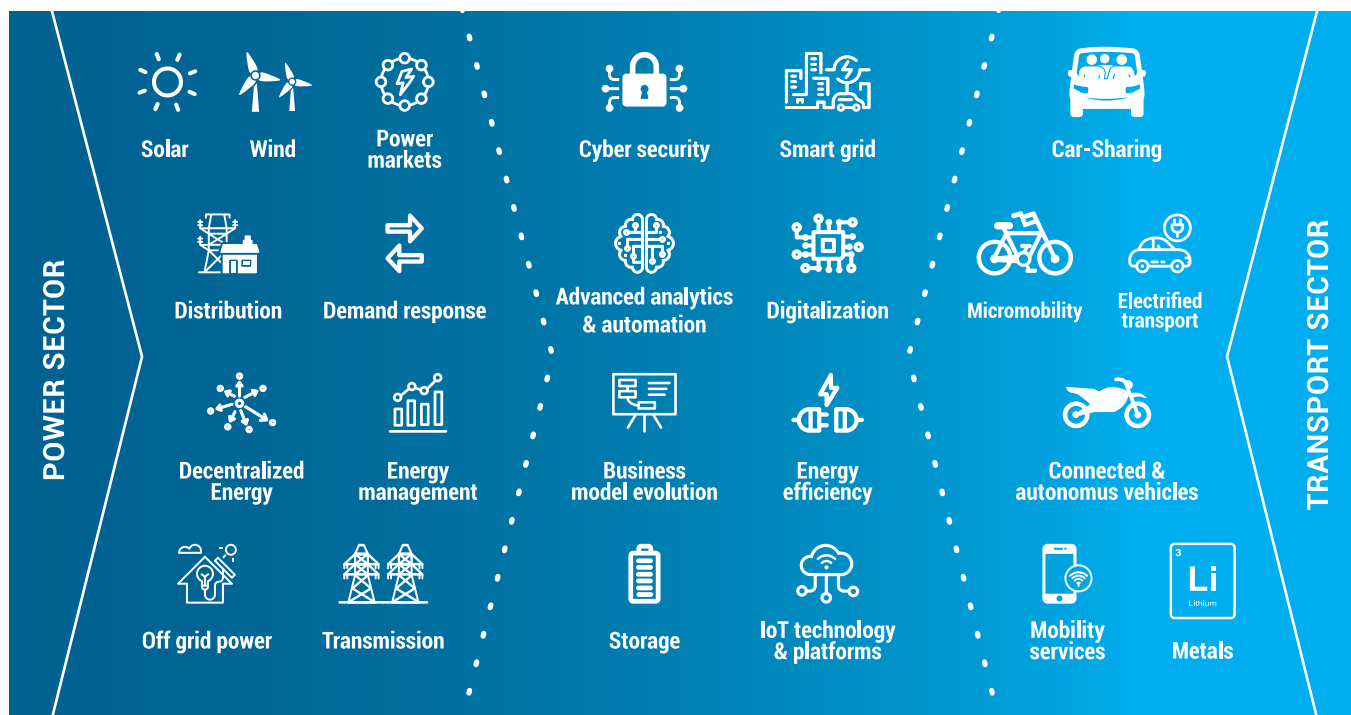 POWER SECTOR
Solar
Wind
Power
markets
Cyber security
Smart grid
Car-Sharing
Distribution
Demand response
Advanced analytics
& automation
Digitalization
Micromobility
Electrified
transport
Decentralized
Energy
Energy
management
Business
model evolution
Energy
efficiency
Connected &
autonomus vehicles
Off grid power
Transmission
Storage
IoT technology
& platforms
Mobility
services
3
Li
Lithium
Metals
TRANSPORT SECTOR